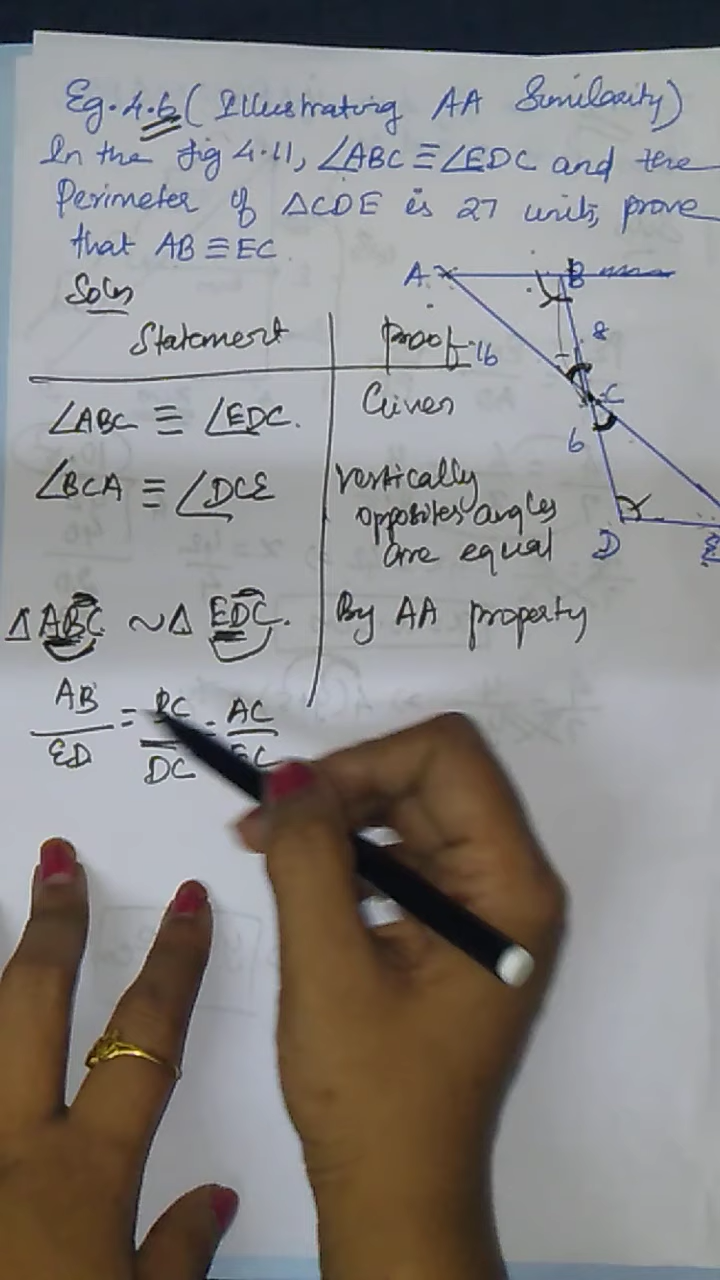 Eg. 4.6 (Illustrating AA Similarity)
In the fig 4.11, ∠ABC ≡ ∠EDC and the
Perimeter of ΔCDE is 27 units, prove
that AB ≡ EC
Soln
A B
8
16
C
6
D
Statement Proof
∠ABC ≡ ∠EDC. Given
∠BCA ≡ ∠DCE Vertically
opposites angles
are equal
ΔABC ~ Δ EDC. By AA property
AB/ED = BC/DC = AC/EC